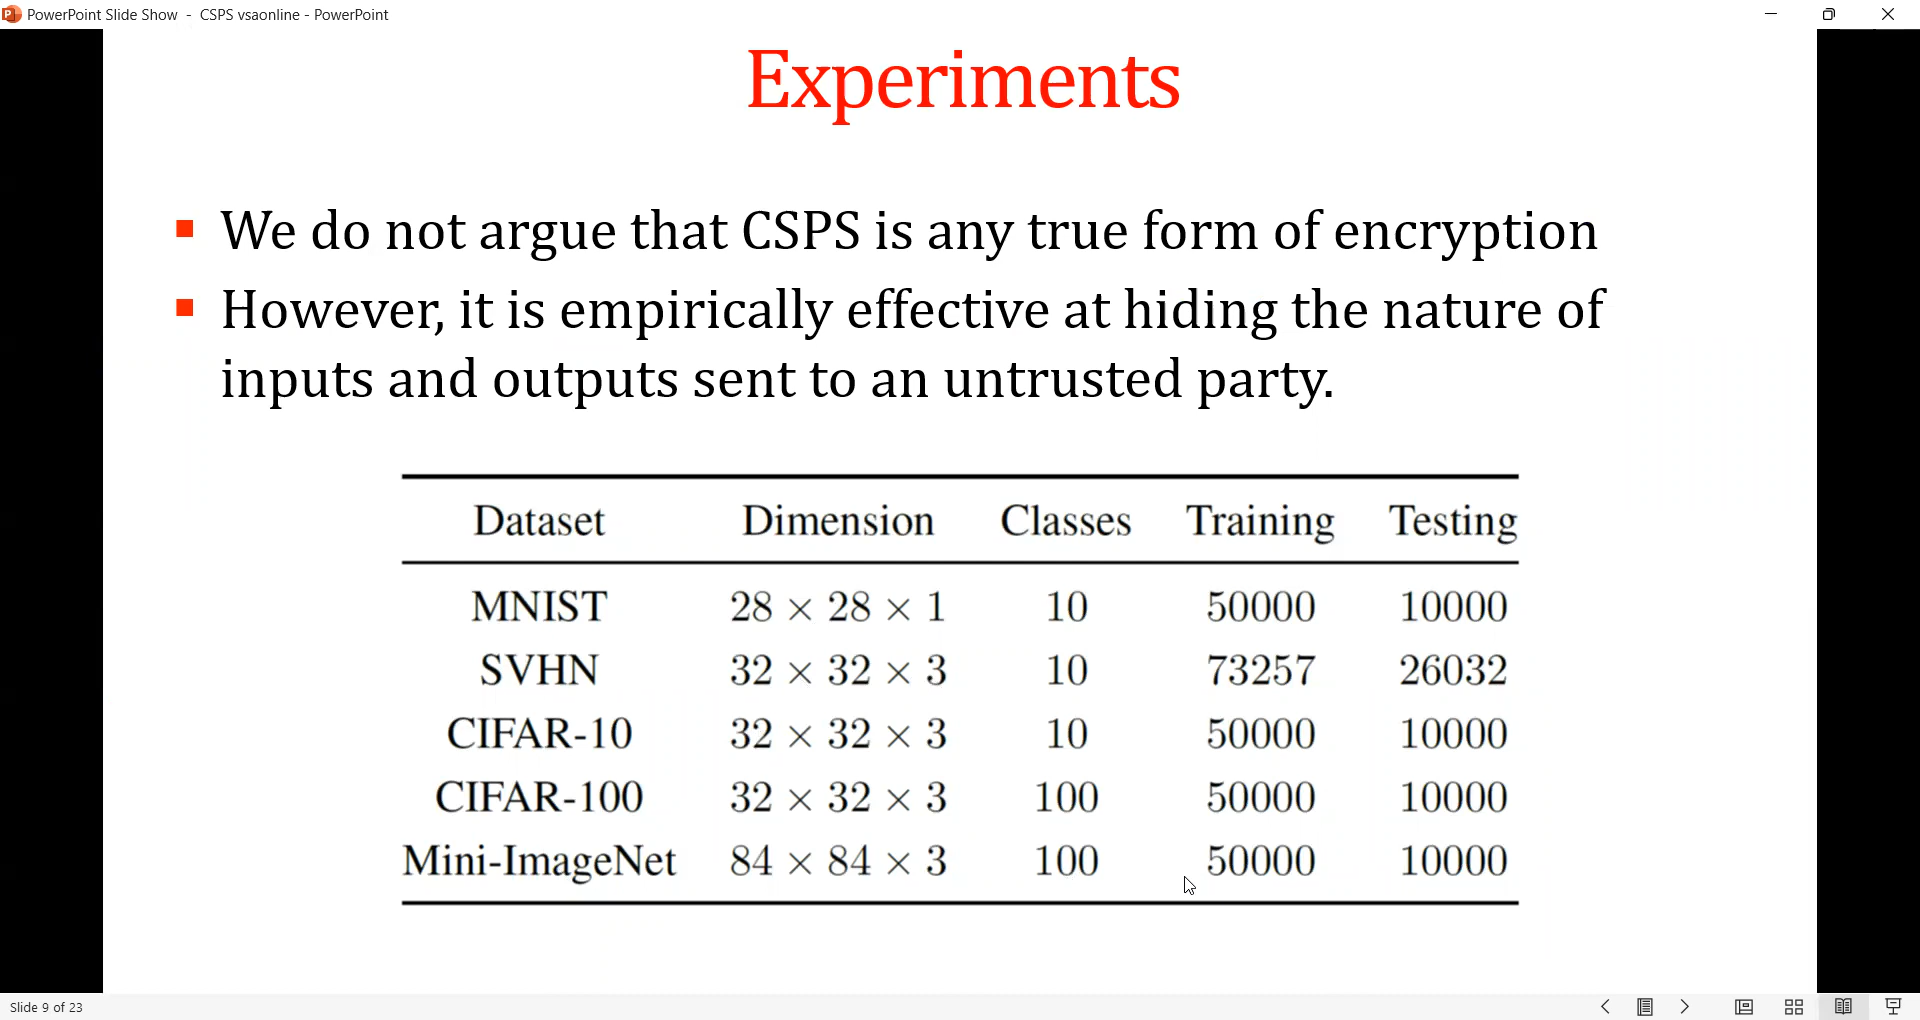 PowerPoint Slide Show - CSPS vsaonline - PowerPoint
Experiments
We do not argue that CSPS is any true form of encryption
However, it is empirically effective at hiding the nature of
inputs and outputs sent to an untrusted party.
Dataset Dimension Classes Training Testing
MNIST 28 × 28 × 1 10 50000 10000
SVHN 32 × 32 × 3 10 73257 26032
CIFAR-10 32 × 32 × 3 10 50000 10000
CIFAR-100 32 × 32 × 3 100 50000 10000
Mini-ImageNet 84 × 84 × 3 100 50000 10000
Slide 9 of 23